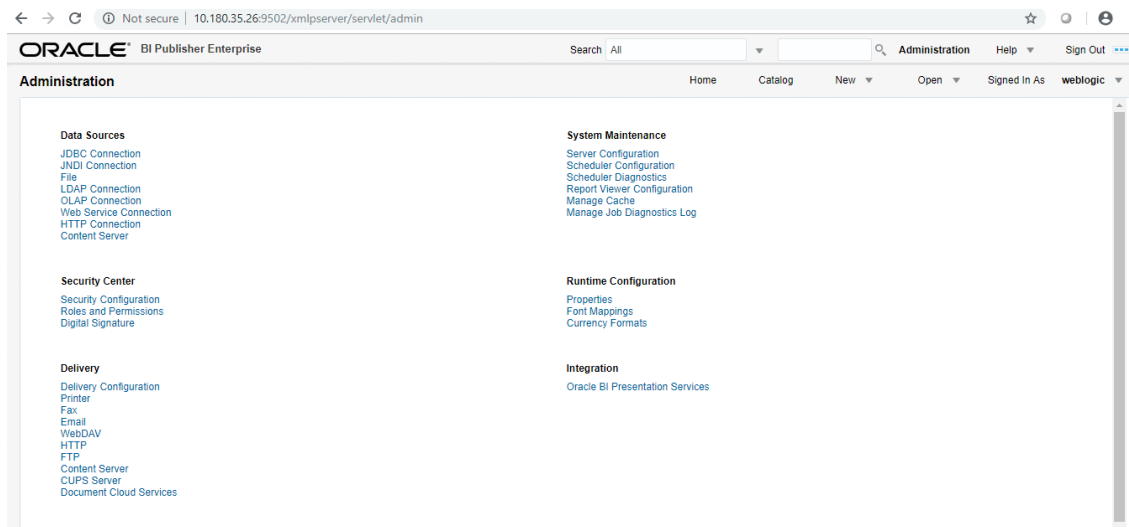 Not secure | 10.180.35.26:9502/xmlpserver/servlet/admin
ORACLE BI Publisher Enterprise Search All Administration Help Sign Out
Administration Home Catalog New Open Signed In As weblogic
Data Sources
JDBC Connection
JNDI Connection
File
LDAP Connection
OLAP Connection
Web Service Connection
HTTP Connection
Content Server
System Maintenance
Server Configuration
Scheduler Configuration
Scheduler Diagnostics
Report Viewer Configuration
Manage Cache
Manage Job Diagnostics Log
Security Center
Security Configuration
Roles and Permissions
Digital Signature
Runtime Configuration
Properties
Font Mappings
Currency Formats
Delivery
Delivery Configuration
Printer
Fax
Email
WebDAV
HTTP
FTP
Content Server
CUPS Server
Document Cloud Services
Integration
Oracle BI Presentation Services